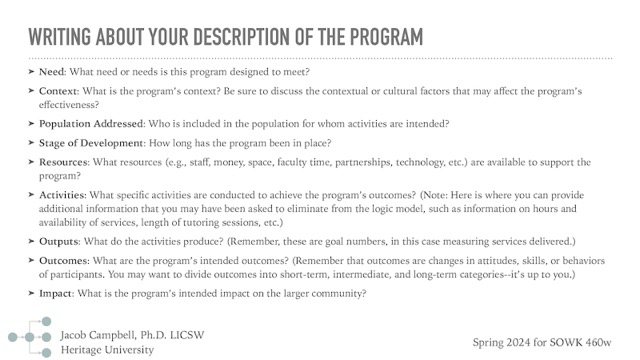 WRITING ABOUT YOUR DESCRIPTION OF THE PROGRAM
➤ Need: What need or needs is this program designed to meet?
➤ Context: What is the program's context? Be sure to discuss the contextual or cultural factors that may affect the program's
effectiveness?
➤ Population Addressed: Who is included in the population for whom activities are intended?
➤ Stage of Development: How long has the program been in place?
➤ Resources: What resources (e.g., staff, money, space, faculty time, partnerships, technology, etc.) are available to support the
program?
➤ Activities: What specific activities are conducted to achieve the program's outcomes? (Note: Here is where you can provide
additional information that you may have been asked to eliminate from the logic model, such as information on hours and
availability of services, length of tutoring sessions, etc.)
➤ Outputs: What do the activities produce? (Remember, these are goal numbers, in this case measuring services delivered.)
➤ Outcomes: What are the program's intended outcomes? (Remember that outcomes are changes in attitudes, skills, or behaviors
of participants. You may want to divide outcomes into short-term, intermediate, and long-term categories--it's up to you.)
➤ Impact: What is the program's intended impact on the larger community?
Jacob Campbell, Ph.D. LICSW
Heritage University
Spring 2024 for SOWK 460w